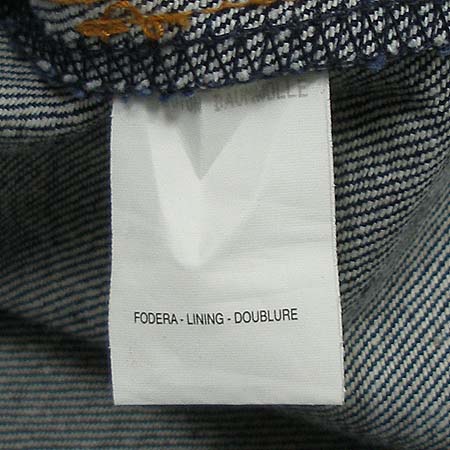 BAUMWOLLE
FODERA - LINING - DOUBLURE